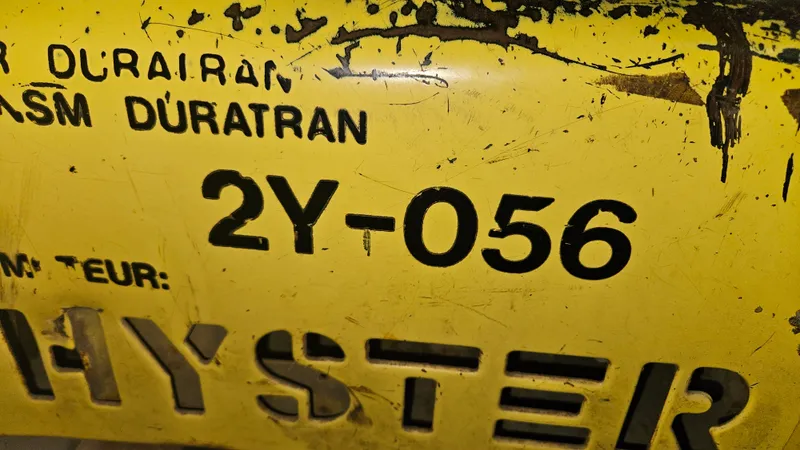 R DURATRAN
ASM DURATRAN
2Y-056
TEUR:
HYSTER